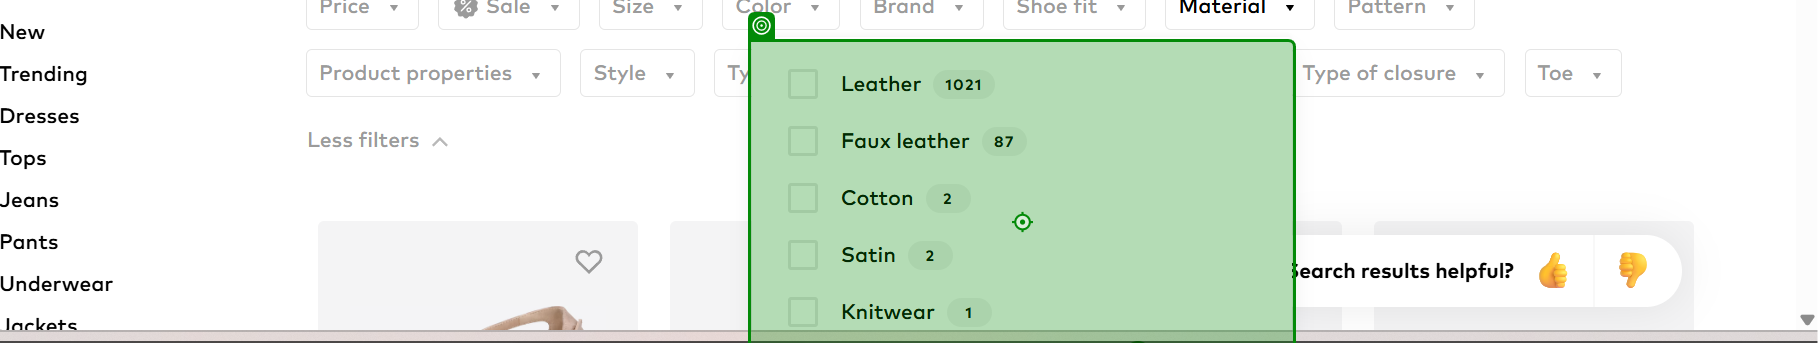 Price
Sale
Size
Color
Brand
Shoe fit
Material
Pattern
New
Trending
Dresses
Tops
Jeans
Pants
Underwear
Jackets
Product properties
Style
Ty
Type of closure
Toe
Less filters
Leather 1021
Faux leather 87
Cotton 2
Satin 2
Knitwear 1
Search results helpful?